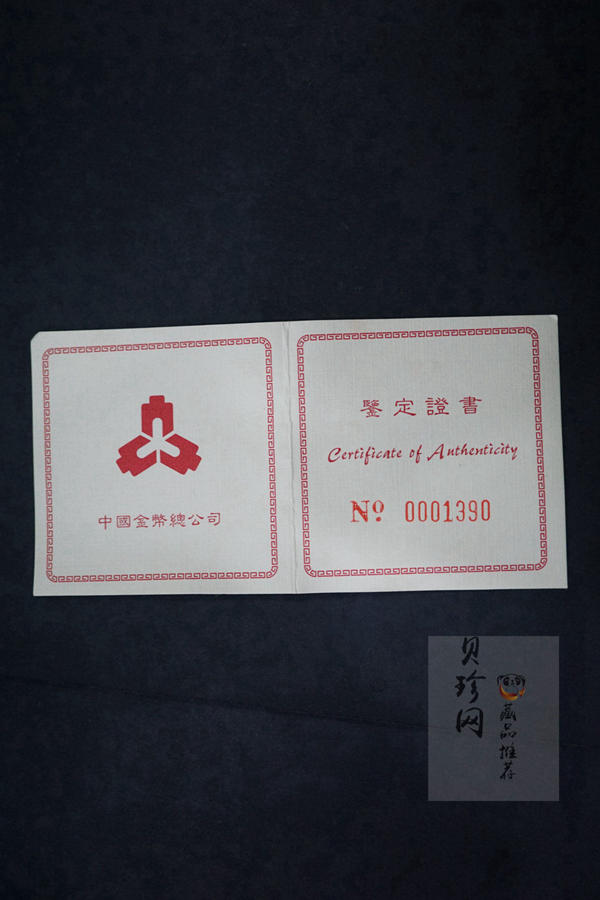 中國金幣總公司
鑒定證書
Certificate of Authenticity
Nº 0001390
贝珍网
藏品推荐